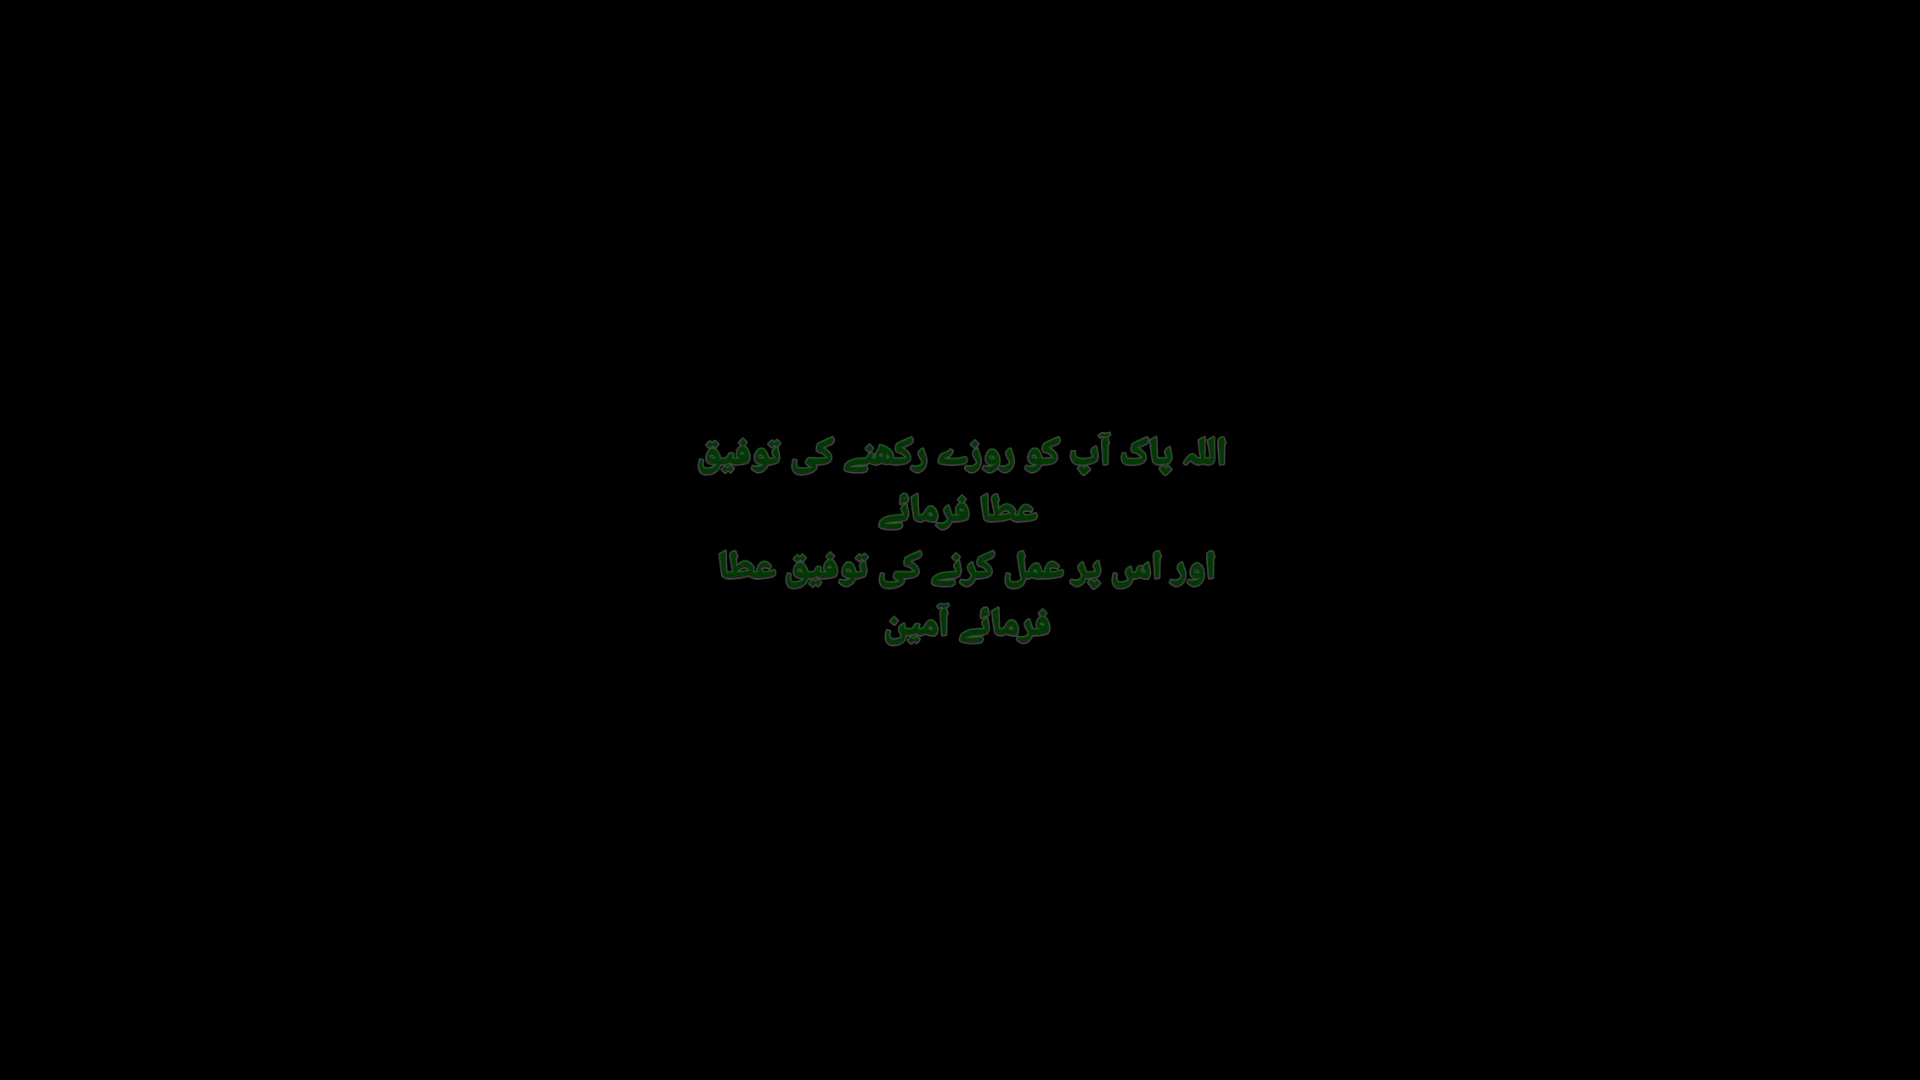 اللہ پاک آپ کو روزے رکھنے کی توفیق
عطا فرمائے
اور اس پر عمل کرنے کی توفیق عطا
فرمائے آمین